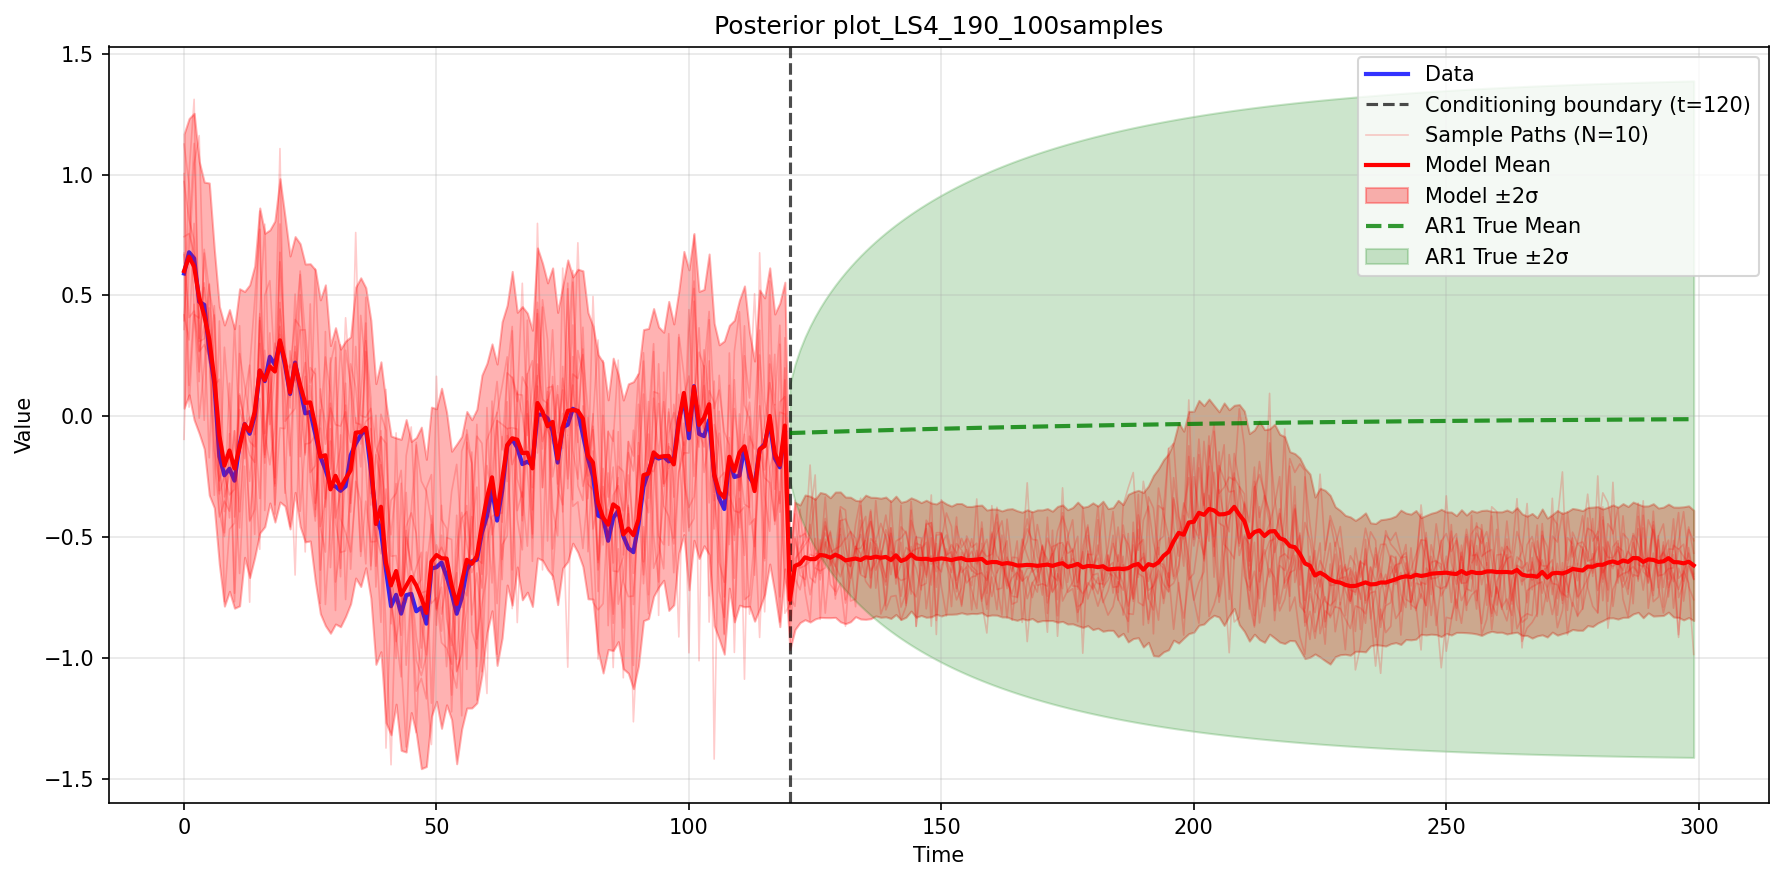 Posterior plot_LS4_190_100samples
1.5
1.0
0.5
0.0
−0.5
−1.0
−1.5
Value
Data
Conditioning boundary (t=120)
Sample Paths (N=10)
Model Mean
Model ±2σ
AR1 True Mean
AR1 True ±2σ
0 50 100 150 200 250 300
Time